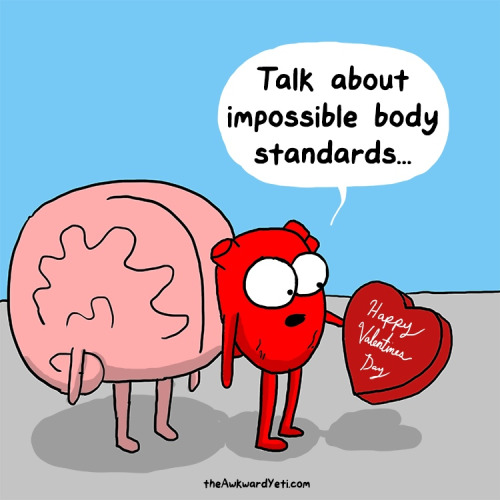 Talk about
impossible body
standards...
Happy
Valentines
Day
theAwkwardYeti.com